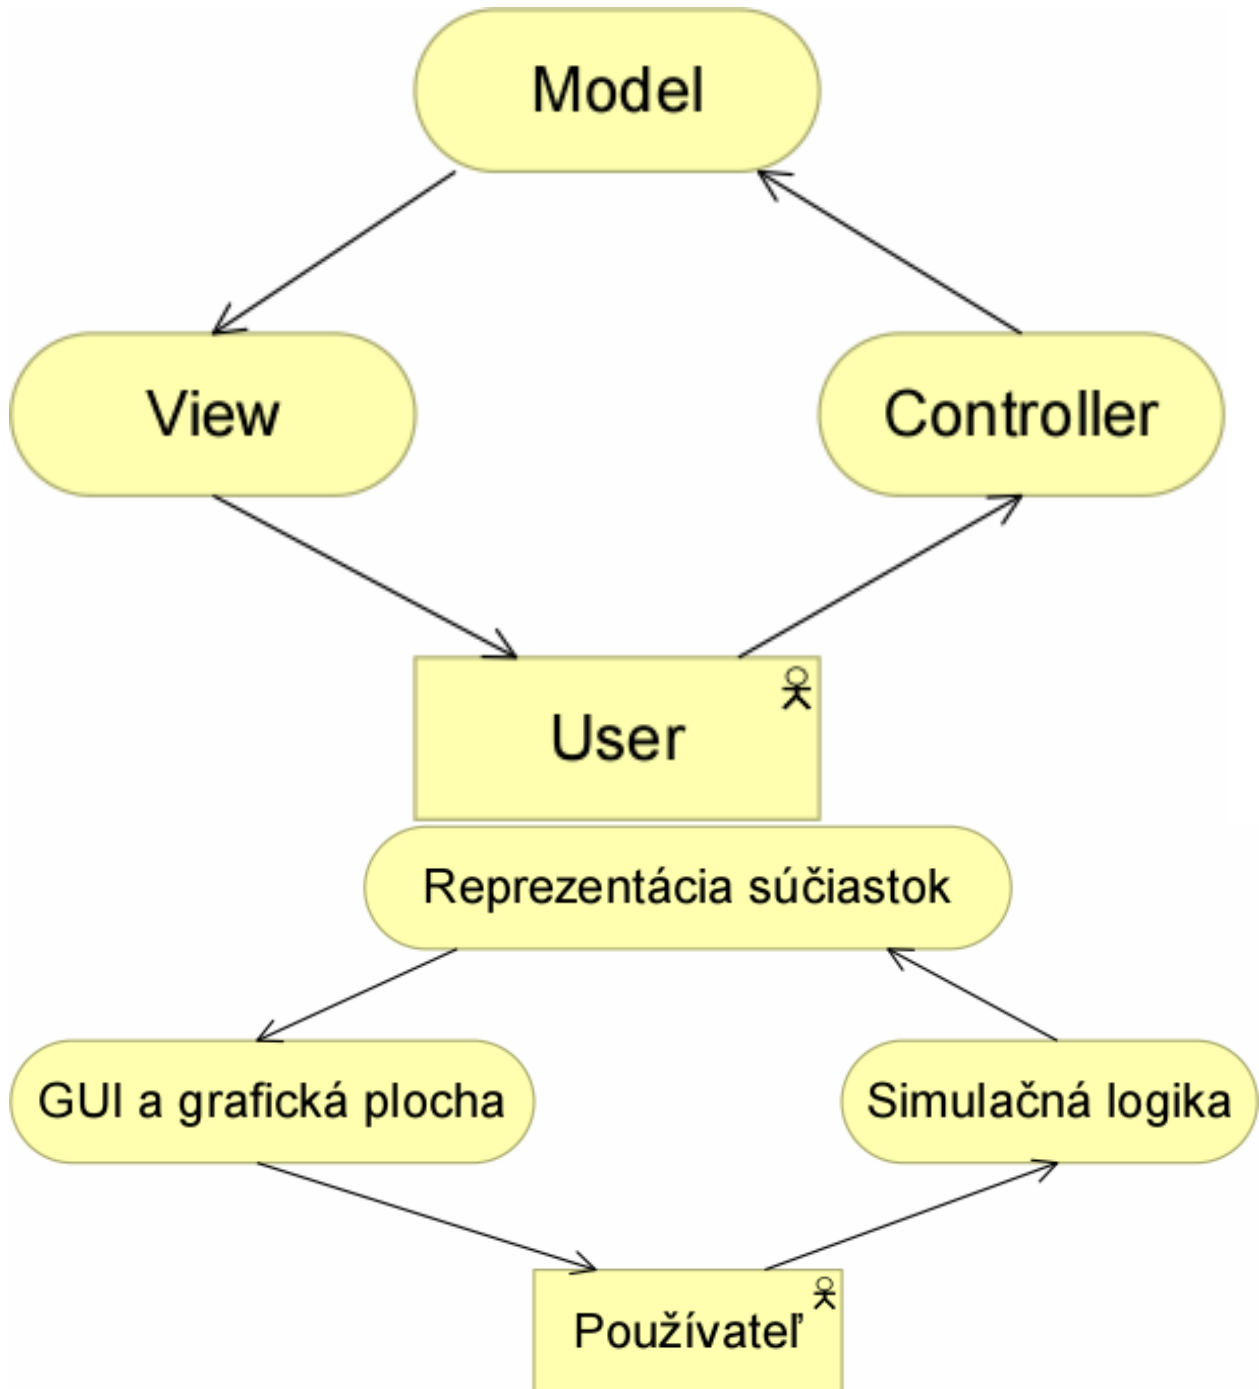 Model
View
Controller
User
Reprezentácia súčiastok
GUI a grafická plocha
Simulačná logika
Používateľ